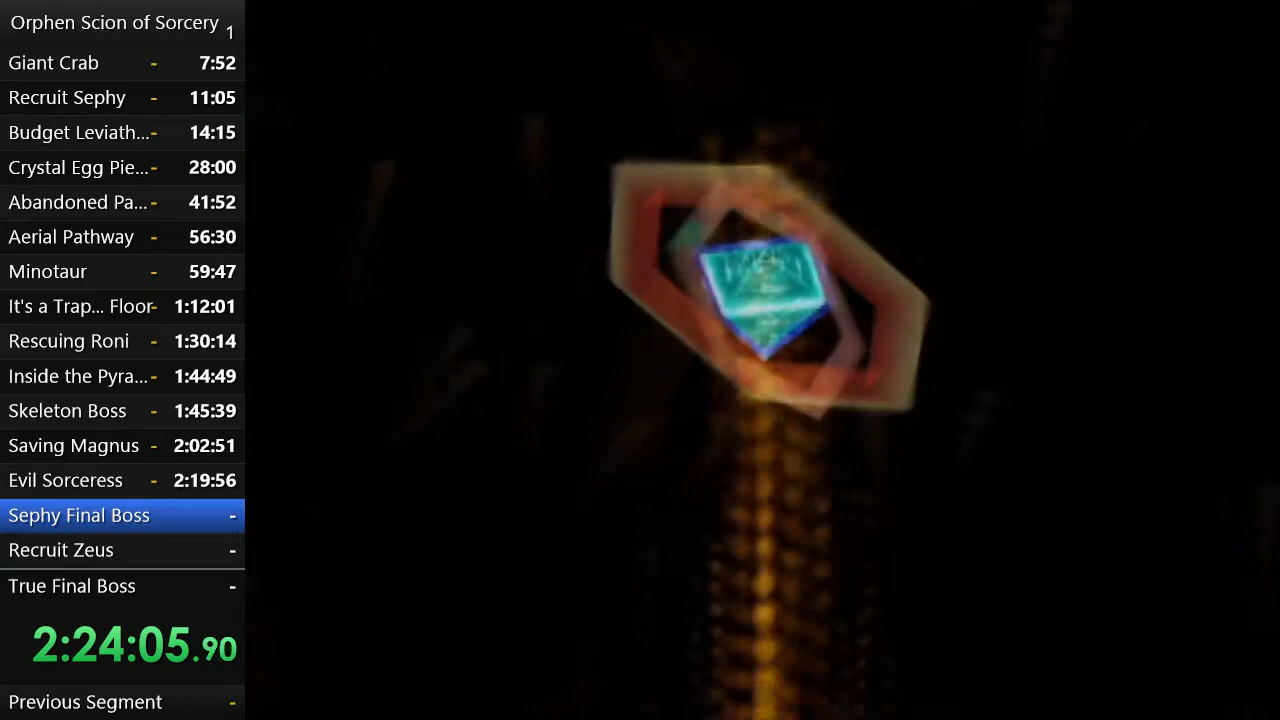 Orphen Scion of Sorcery 1
Giant Crab - 7:52
Recruit Sephy - 11:05
Budget Leviath... - 14:15
Crystal Egg Pie... - 28:00
Abandoned Pa... - 41:52
Aerial Pathway - 56:30
Minotaur - 59:47
It's a Trap... Floor - 1:12:01
Rescuing Roni - 1:30:14
Inside the Pyra... - 1:44:49
Skeleton Boss - 1:45:39
Saving Magnus - 2:02:51
Evil Sorceress - 2:19:56
Sephy Final Boss -
Recruit Zeus -
True Final Boss -
2:24:05.90
Previous Segment -